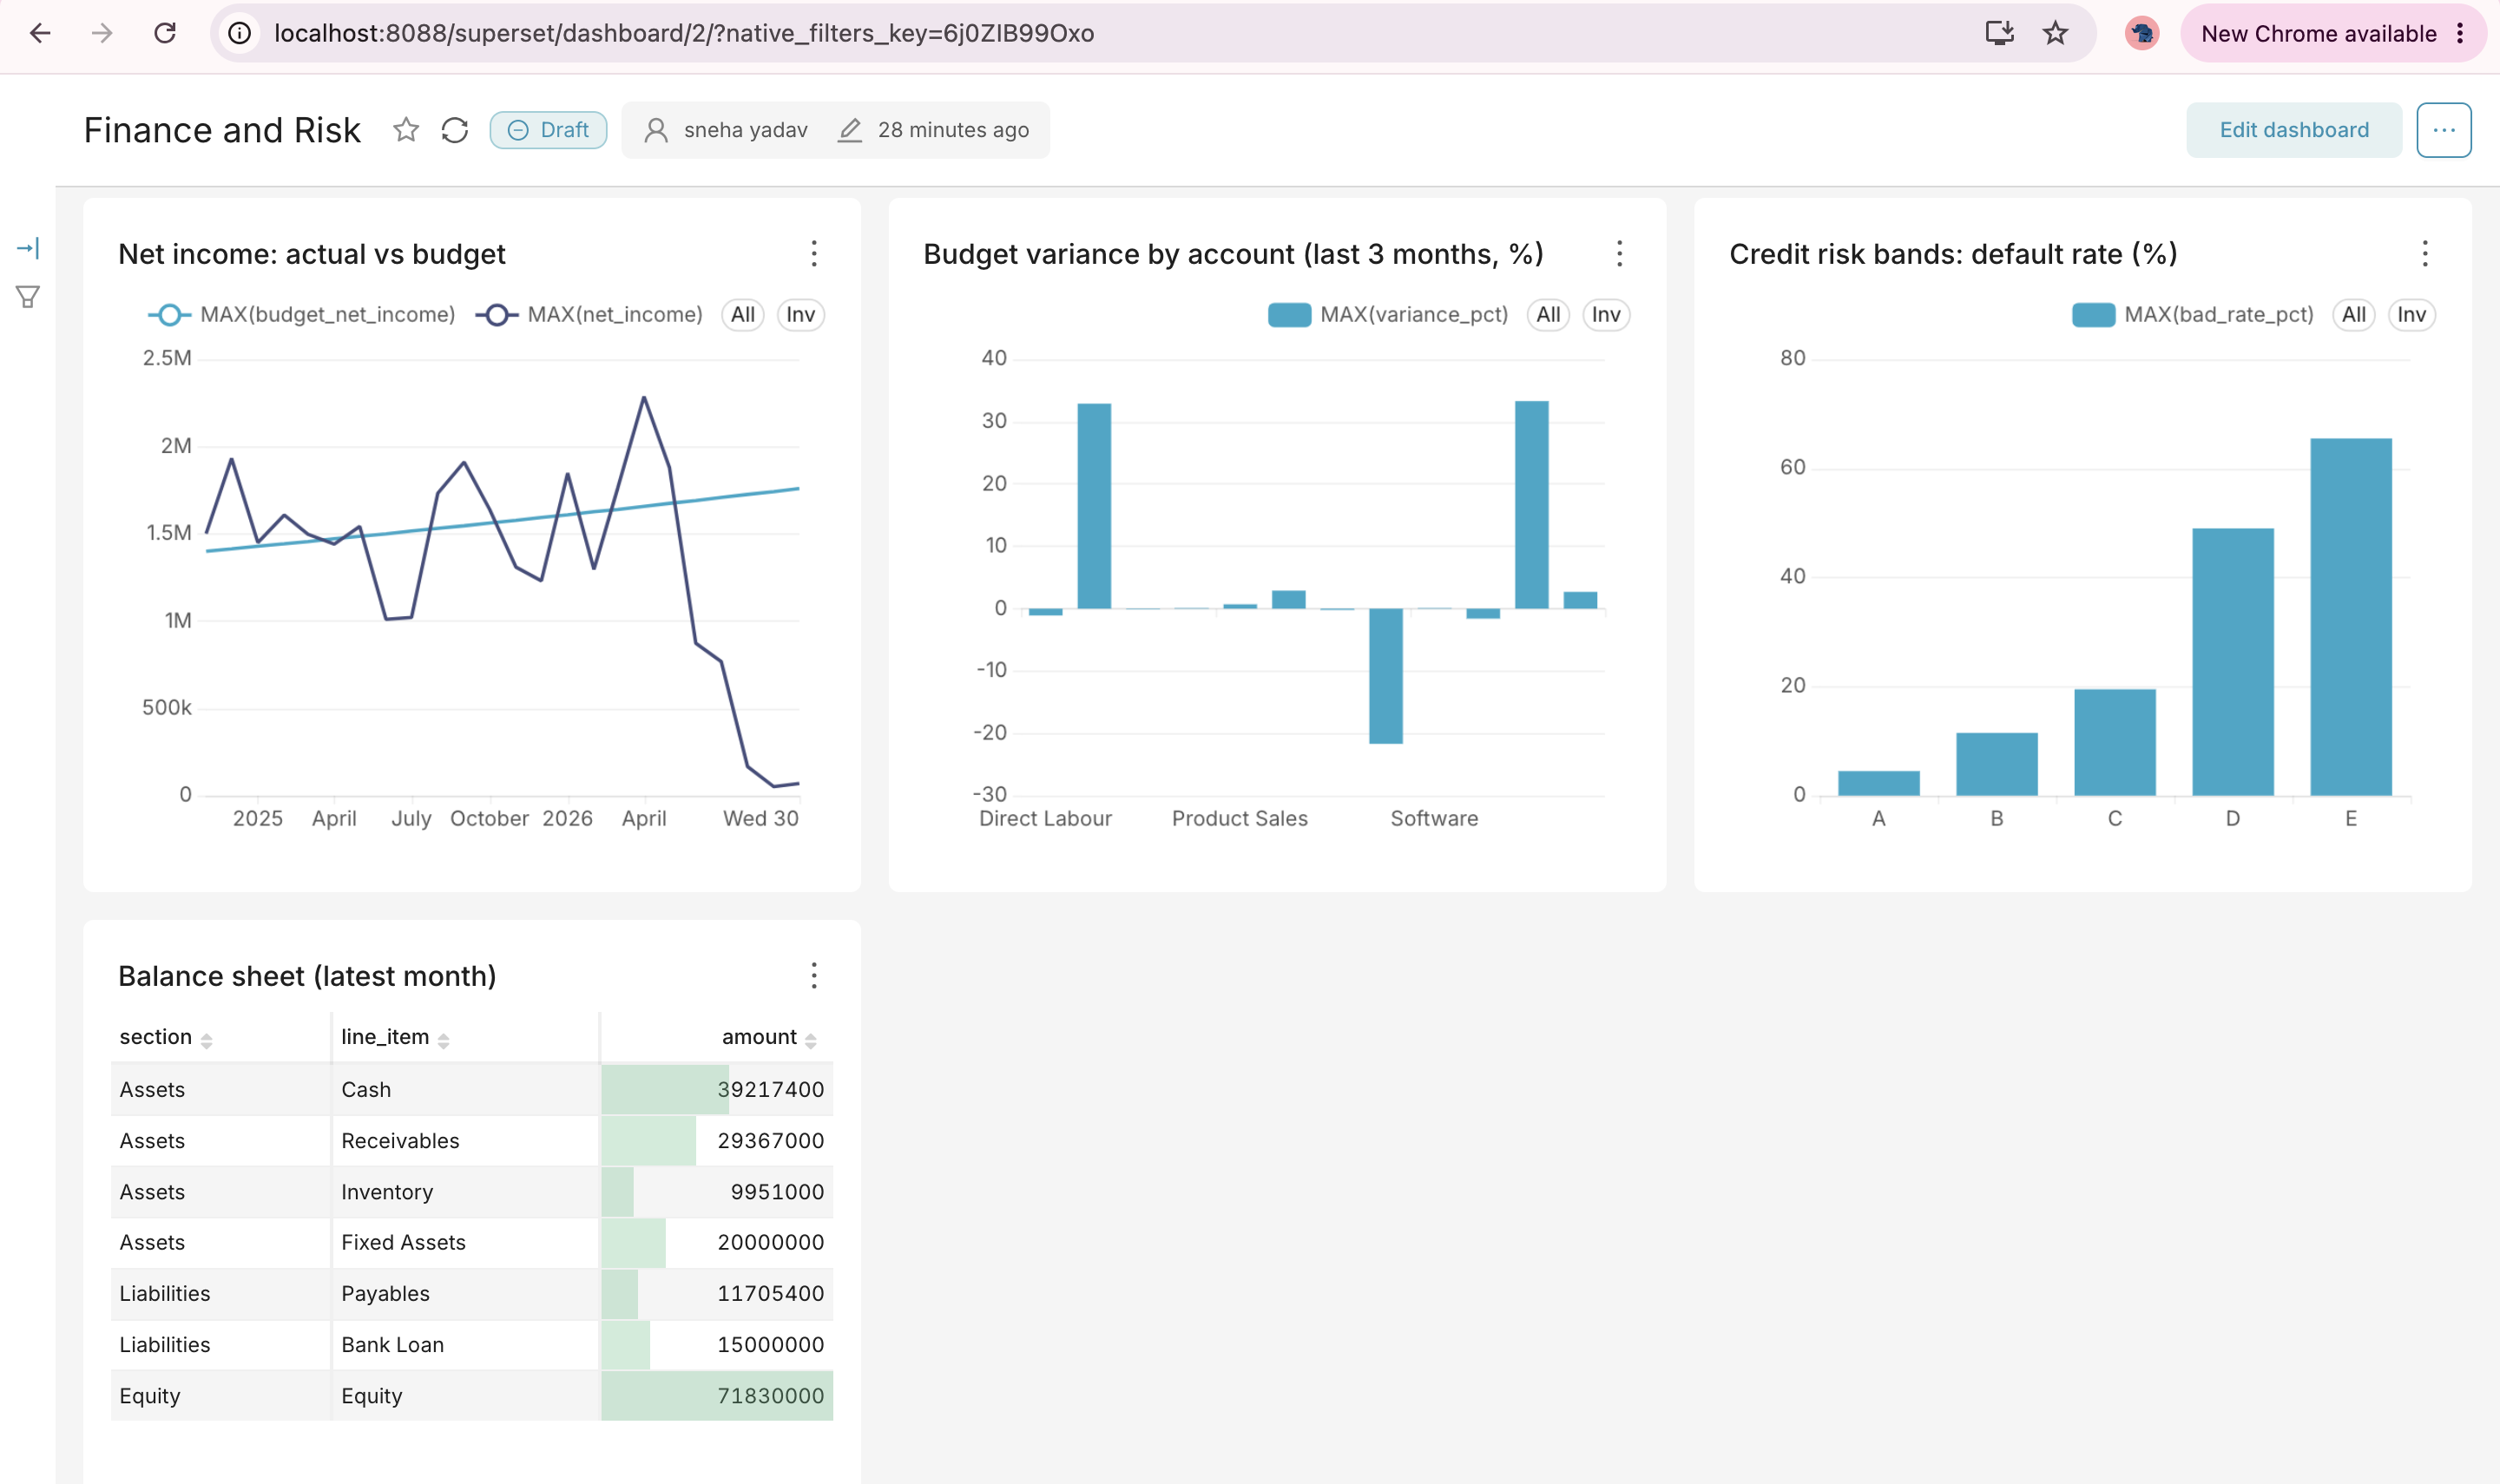 localhost:8088/superset/dashboard/2/?native_filters_key=6j0ZIB99Oxo
New Chrome available
Finance and Risk
Draft
sneha yadav
28 minutes ago
Edit dashboard
Net income: actual vs budget
MAX(budget_net_income) MAX(net_income) All Inv
2.5M
2M
1.5M
1M
500k
0
2025 April July October 2026 April Wed 30
Budget variance by account (last 3 months, %)
MAX(variance_pct) All Inv
40
30
20
10
0
-10
-20
-30
Direct Labour Product Sales Software
Credit risk bands: default rate (%)
MAX(bad_rate_pct) All Inv
80
60
40
20
0
A B C D E
Balance sheet (latest month)
section line_item amount
Assets Cash 39217400
Assets Receivables 29367000
Assets Inventory 9951000
Assets Fixed Assets 20000000
Liabilities Payables 11705400
Liabilities Bank Loan 15000000
Equity Equity 71830000